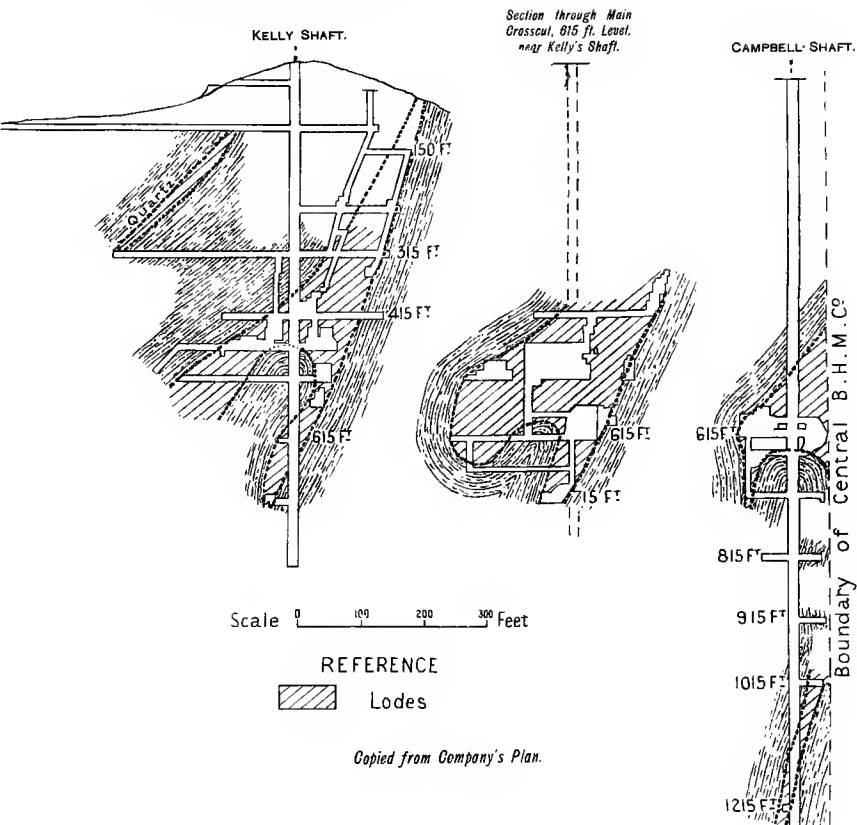 KELLY SHAFT.
Section through Main
Crosscut, 615 ft. Level,
near Kelly's Shaft.
CAMPBELL SHAFT.
150 FT
Quartz
315 FT
415 FT
615 FT
615 FT
715 FT
615 FT
815 FT
915 FT
1015 FT
1215 FT
Boundary of Central B.H.M.Cº
Scale 0 100 200 300 Feet
REFERENCE
Lodes
Copied from Company's Plan.